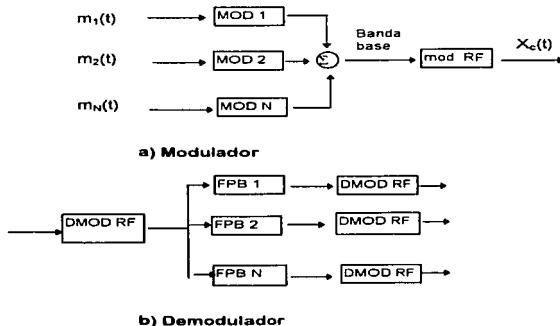 m₁(t) MOD 1
Banda base
m₂(t) MOD 2 Σ mod RF Xc(t)
mN(t) MOD N
a) Modulador
FPB 1 DMOD RF
DMOD RF FPB 2 DMOD RF
FPB N DMOD RF
b) Demodulador